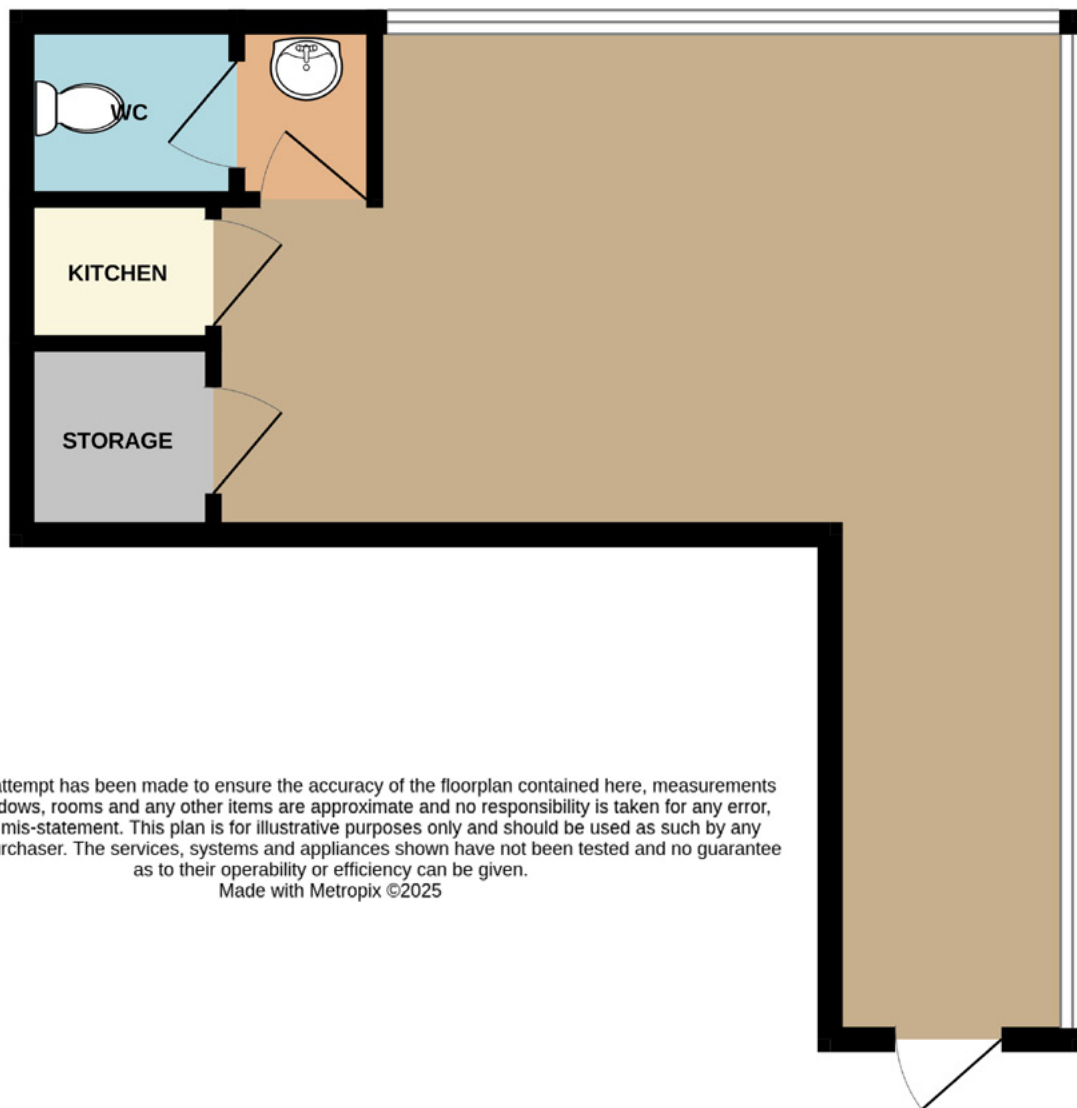 WC
KITCHEN
STORAGE
attempt has been made to ensure the accuracy of the floorplan contained here, measurements
rooms and any other items are approximate and no responsibility is taken for any error,
mis-statement. This plan is for illustrative purposes only and should be used as such by any
The services, systems and appliances shown have not been tested and no guarantee
as to their operability or efficiency can be given.
Made with Metropix ©2025